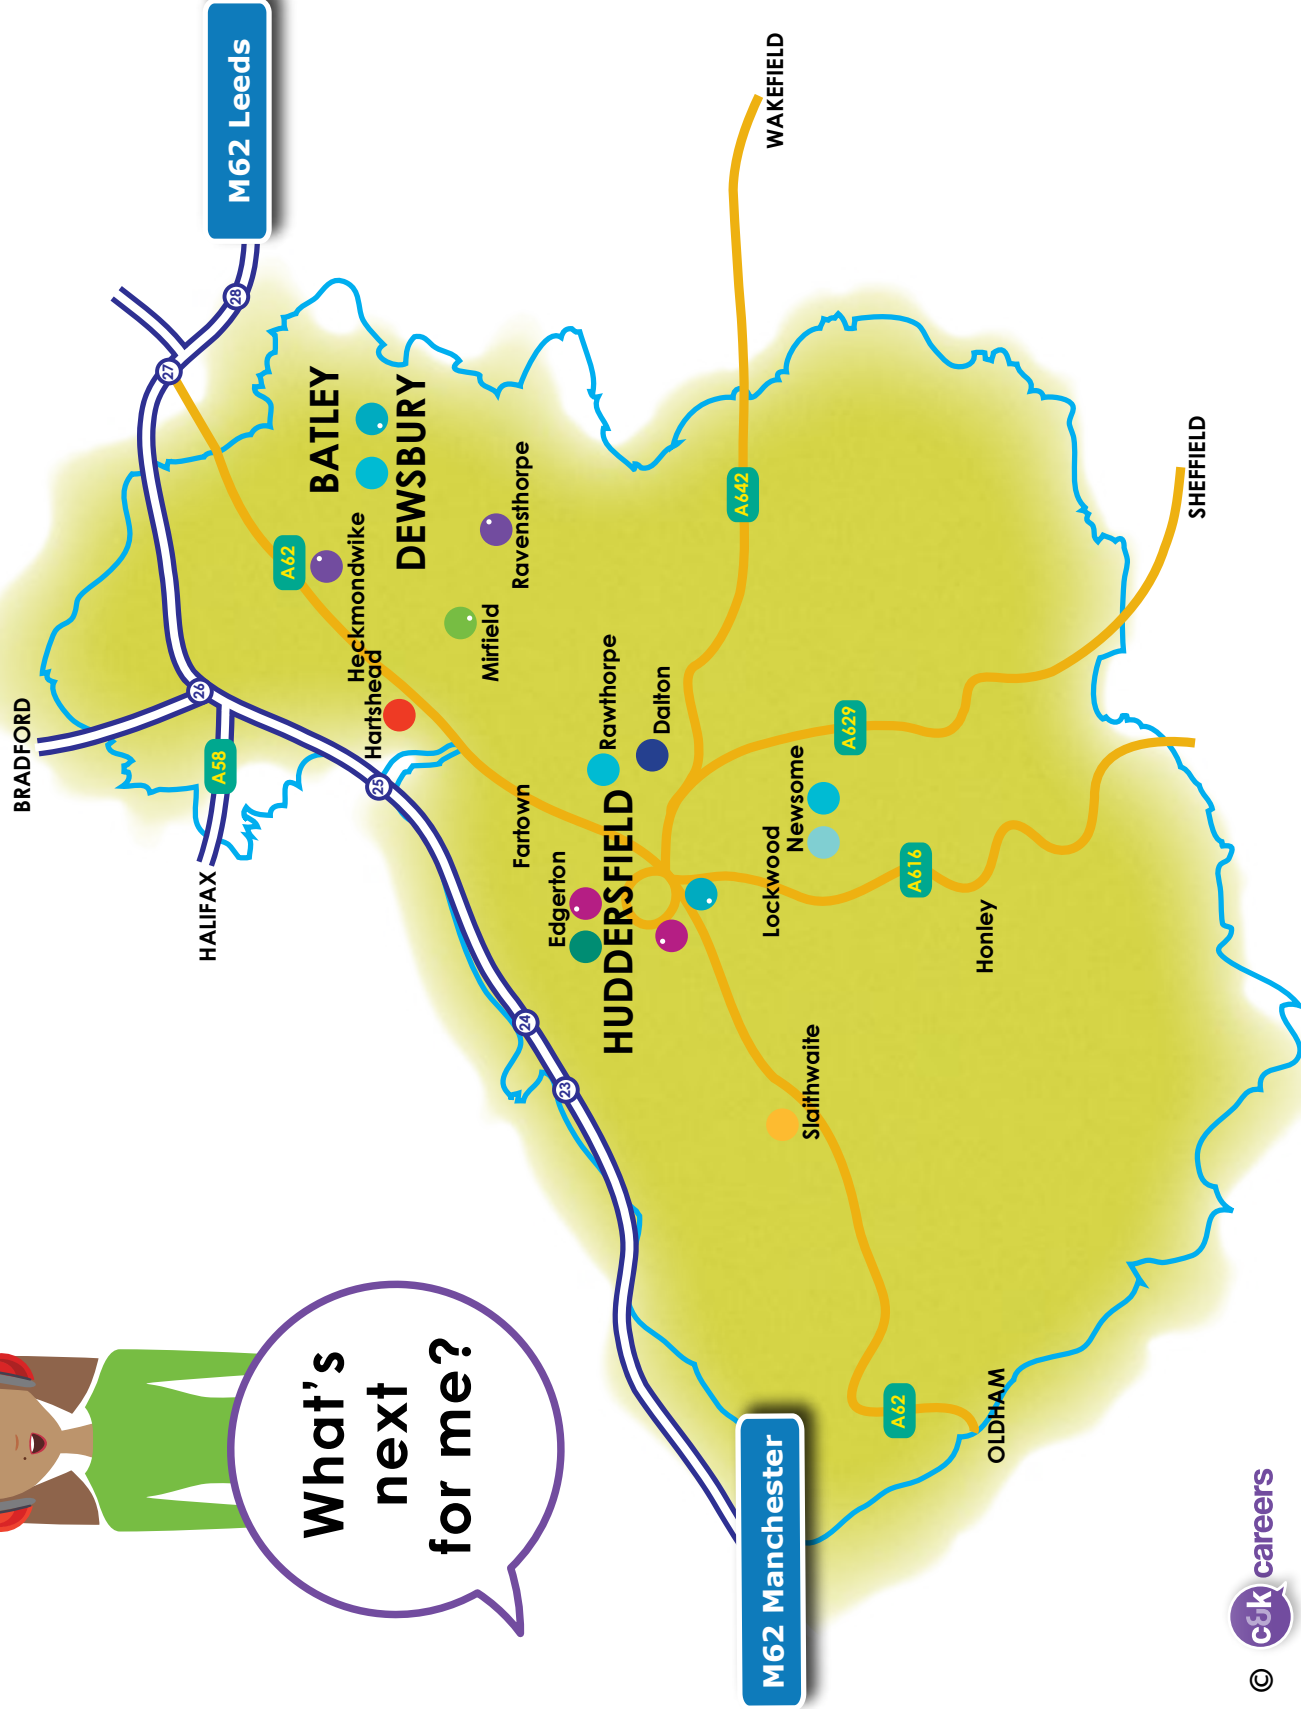 What's
next
for me?
M62 Leeds
M62 Manchester
BRADFORD
HALIFAX
WAKEFIELD
SHEFFIELD
OLDHAM
28
27
26
25
24
23
A58
A62
A642
A629
A616
A62
BATLEY
DEWSBURY
Heckmondwike
Hartshead
Ravensthorpe
Mirfield
Rawthorpe
Dalton
Fartown
Edgerton
HUDDERSFIELD
Newsome
Lockwood
Honley
Slaithwaite
© c&k careers